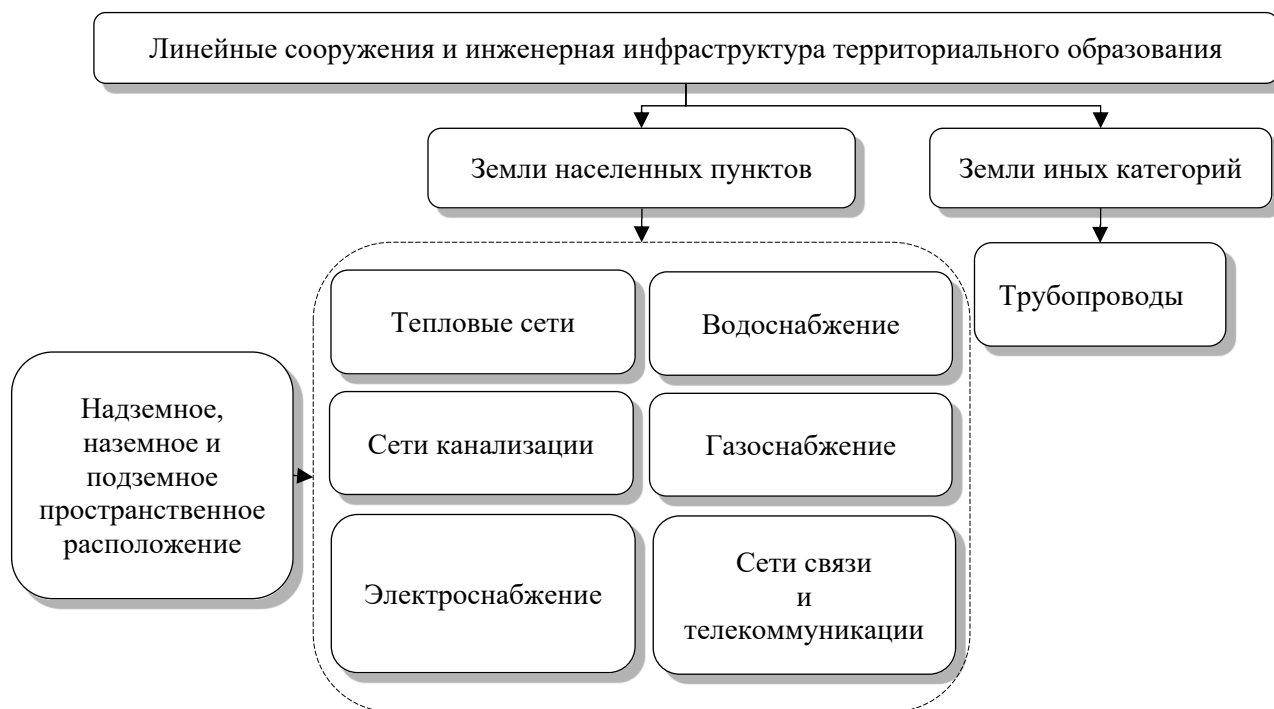 Линейные сооружения и инженерная инфраструктура территориального образования
Земли населенных пунктов
Земли иных категорий
Трубопроводы
Тепловые сети
Водоснабжение
Надземное,
наземное и
подземное
пространственное
расположение
Сети канализации
Газоснабжение
Электроснабжение
Сети связи
и
телекоммуникации